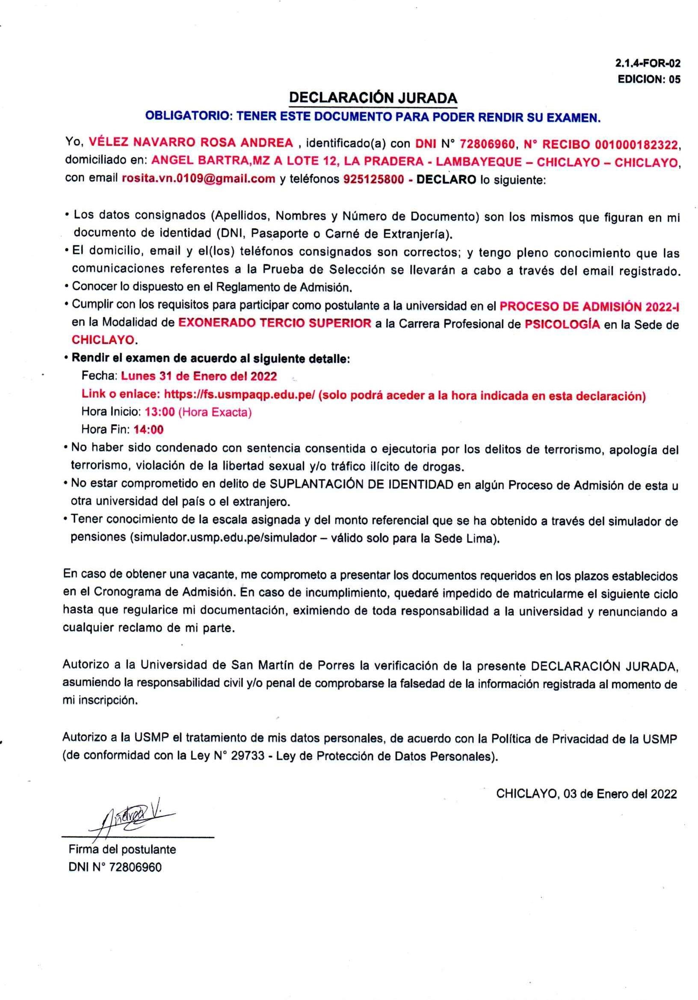 2.1.4-FOR-02
EDICION: 05
DECLARACIÓN JURADA
OBLIGATORIO: TENER ESTE DOCUMENTO PARA PODER RENDIR SU EXAMEN.
Yo, VÉLEZ NAVARRO ROSA ANDREA , identificado(a) con DNI N° 72806960, N° RECIBO 001000182322,
domiciliado en: ANGEL BARTRA,MZ A LOTE 12, LA PRADERA - LAMBAYEQUE – CHICLAYO – CHICLAYO,
con email rosita.vn.0109@gmail.com y teléfonos 925125800 - DECLARO lo siguiente:
• Los datos consignados (Apellidos, Nombres y Número de Documento) son los mismos que figuran en mi
documento de identidad (DNI, Pasaporte o Carné de Extranjería).
• El domicilio, email y el(los) teléfonos consignados son correctos; y tengo pleno conocimiento que las
comunicaciones referentes a la Prueba de Selección se llevarán a cabo a través del email registrado.
• Conocer lo dispuesto en el Reglamento de Admisión.
• Cumplir con los requisitos para participar como postulante a la universidad en el PROCESO DE ADMISIÓN 2022-I
en la Modalidad de EXONERADO TERCIO SUPERIOR a la Carrera Profesional de PSICOLOGÍA en la Sede de
CHICLAYO.
• Rendir el examen de acuerdo al siguiente detalle:
Fecha: Lunes 31 de Enero del 2022
Link o enlace: https://fs.usmpaqp.edu.pe/ (solo podrá aceder a la hora indicada en esta declaración)
Hora Inicio: 13:00 (Hora Exacta)
Hora Fin: 14:00
• No haber sido condenado con sentencia consentida o ejecutoria por los delitos de terrorismo, apología del
terrorismo, violación de la libertad sexual y/o tráfico ilícito de drogas.
• No estar comprometido en delito de SUPLANTACIÓN DE IDENTIDAD en algún Proceso de Admisión de esta u
otra universidad del país o el extranjero.
• Tener conocimiento de la escala asignada y del monto referencial que se ha obtenido a través del simulador de
pensiones (simulador.usmp.edu.pe/simulador – válido solo para la Sede Lima).
En caso de obtener una vacante, me comprometo a presentar los documentos requeridos en los plazos establecidos
en el Cronograma de Admisión. En caso de incumplimiento, quedaré impedido de matricularme el siguiente ciclo
hasta que regularice mi documentación, eximiendo de toda responsabilidad a la universidad y renunciando a
cualquier reclamo de mi parte.
Autorizo a la Universidad de San Martín de Porres la verificación de la presente DECLARACIÓN JURADA,
asumiendo la responsabilidad civil y/o penal de comprobarse la falsedad de la información registrada al momento de
mi inscripción.
Autorizo a la USMP el tratamiento de mis datos personales, de acuerdo con la Política de Privacidad de la USMP
(de conformidad con la Ley N° 29733 - Ley de Protección de Datos Personales).
CHICLAYO, 03 de Enero del 2022
Andrea V.
Firma del postulante
DNI N° 72806960